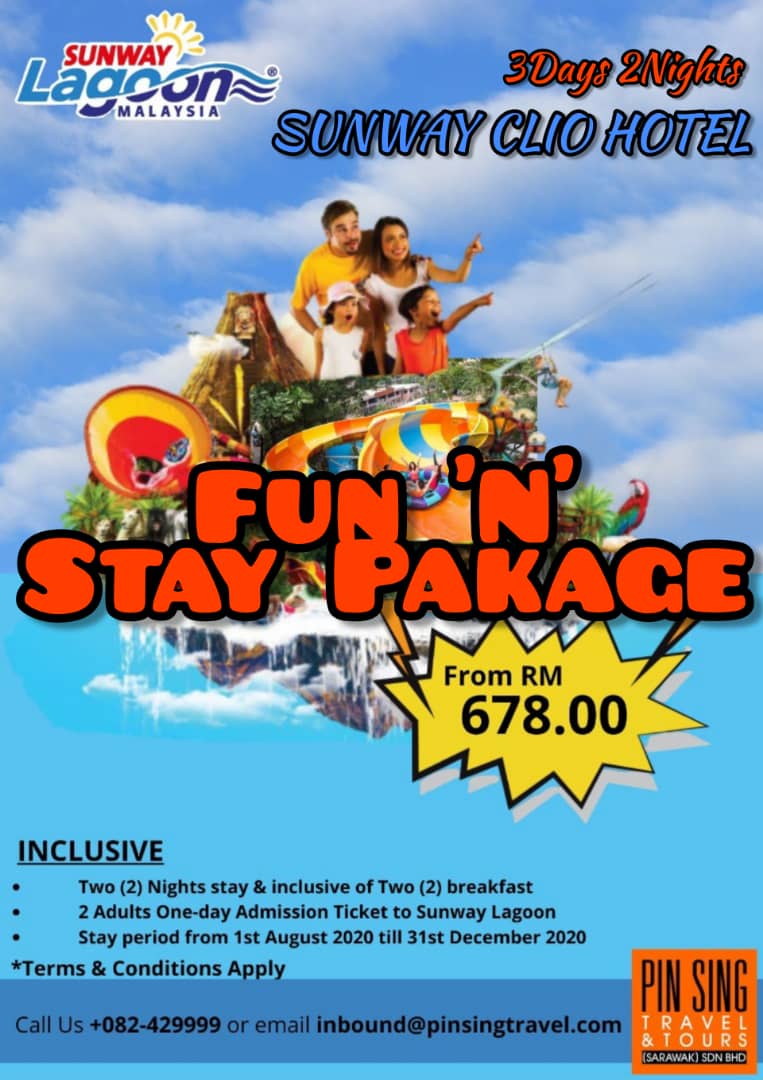 SUNWAY
Lagoon®
MALAYSIA
3Days 2Nights
SUNWAY CLIO HOTEL
FUN 'N'
STAY PAKAGE
From RM
678.00
INCLUSIVE
• Two (2) Nights stay & inclusive of Two (2) breakfast
• 2 Adults One-day Admission Ticket to Sunway Lagoon
• Stay period from 1st August 2020 till 31st December 2020
*Terms & Conditions Apply
Call Us +082-429999 or email inbound@pinsingtravel.com
PIN SING
TRAVEL
& TOURS
(SARAWAK) SDN BHD